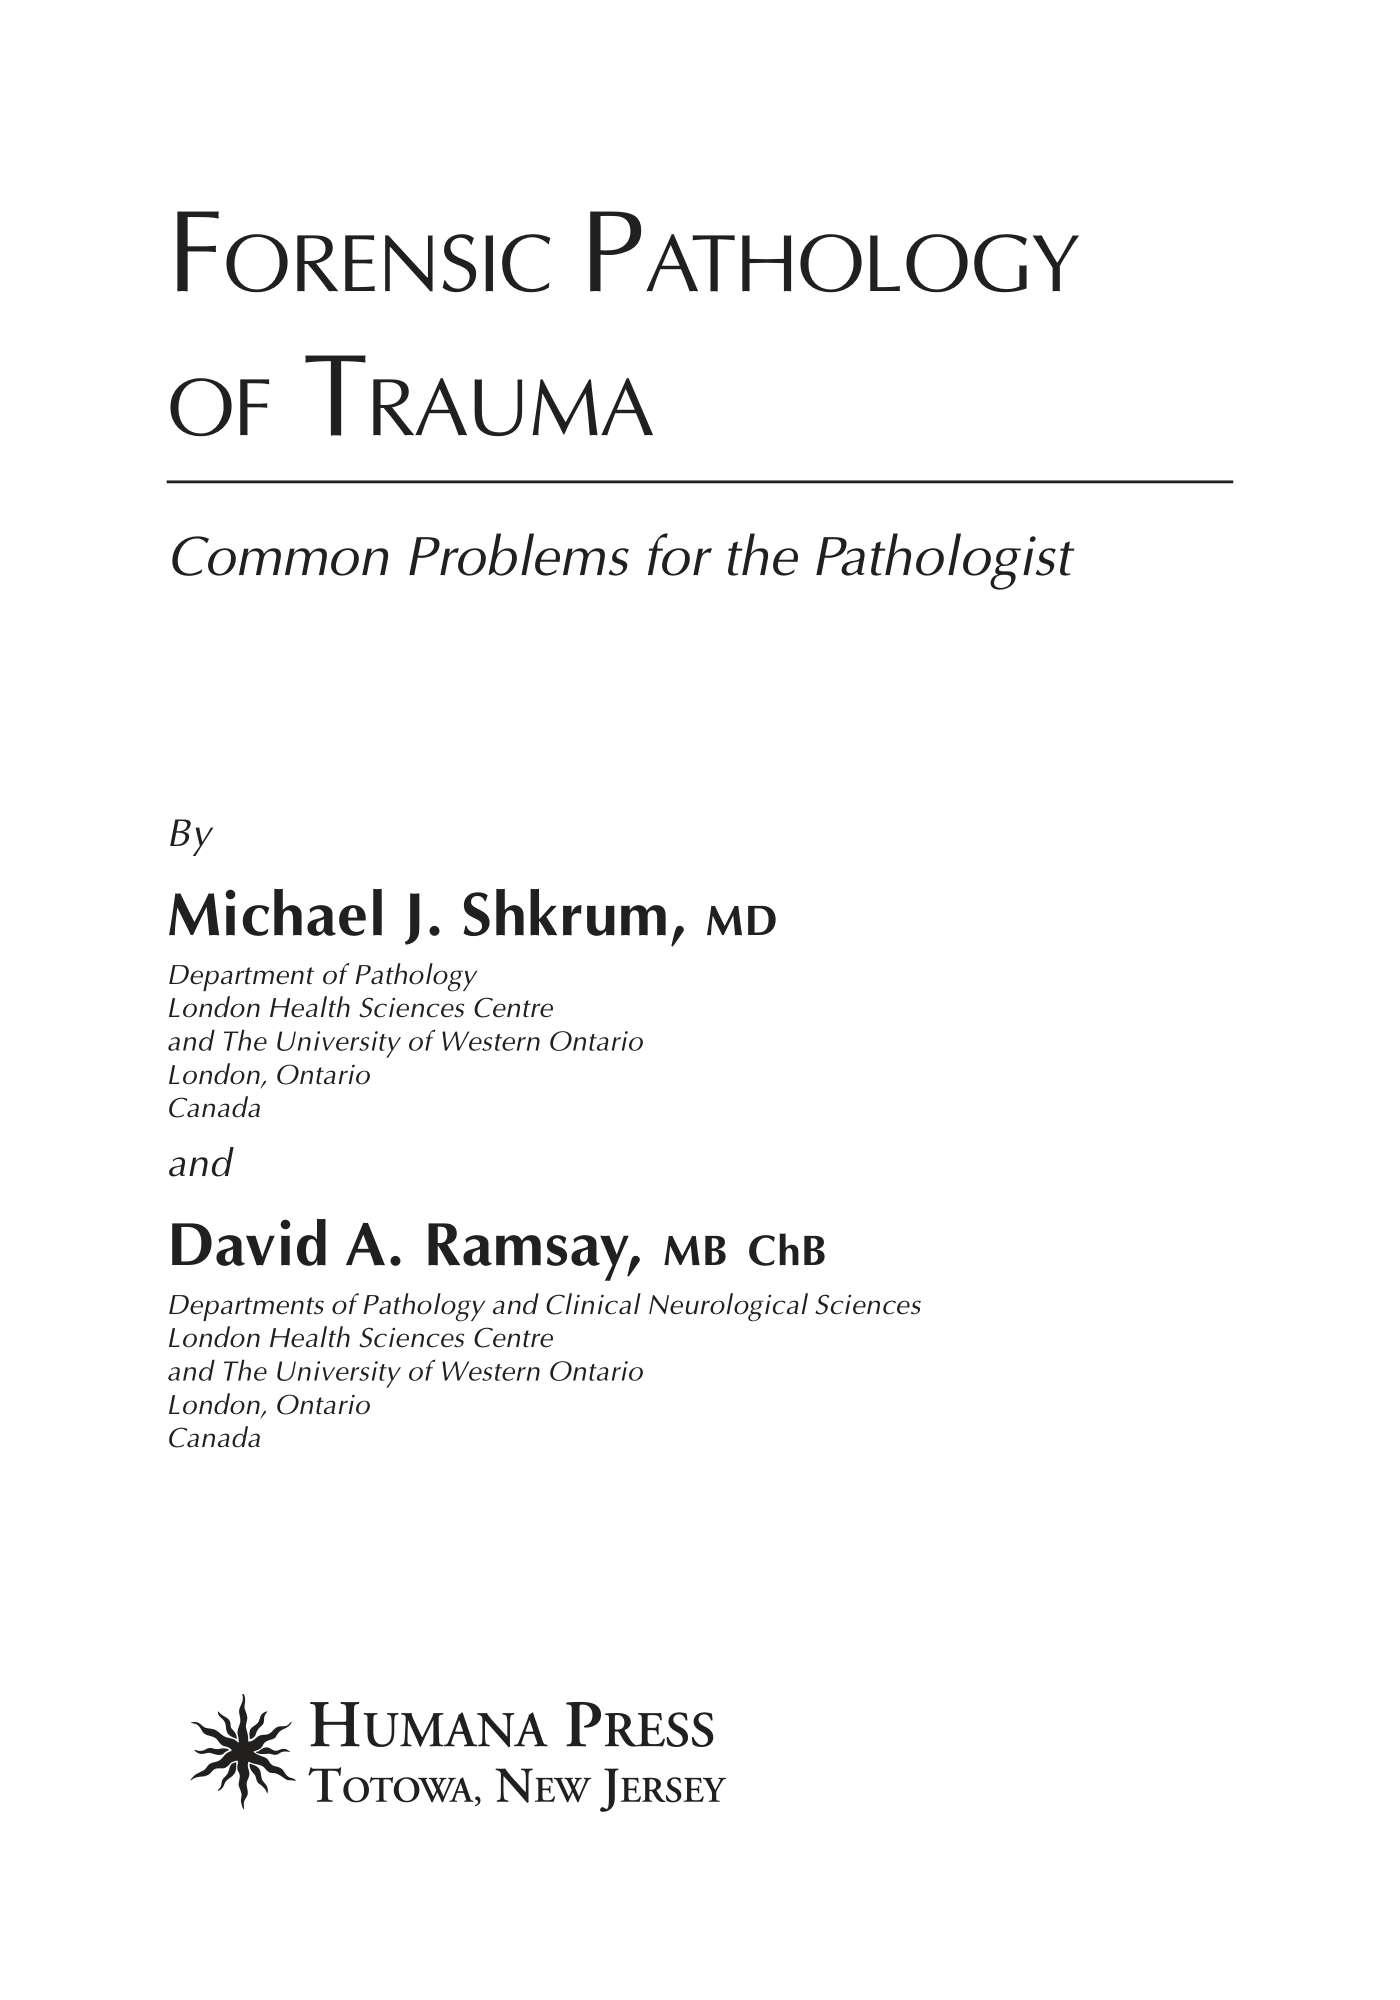 Forensic Pathology
of Trauma
Common Problems for the Pathologist
By
Michael J. Shkrum, MD
Department of Pathology
London Health Sciences Centre
and The University of Western Ontario
London, Ontario
Canada
and
David A. Ramsay, MB ChB
Departments of Pathology and Clinical Neurological Sciences
London Health Sciences Centre
and The University of Western Ontario
London, Ontario
Canada
Humana Press
Totowa, New Jersey